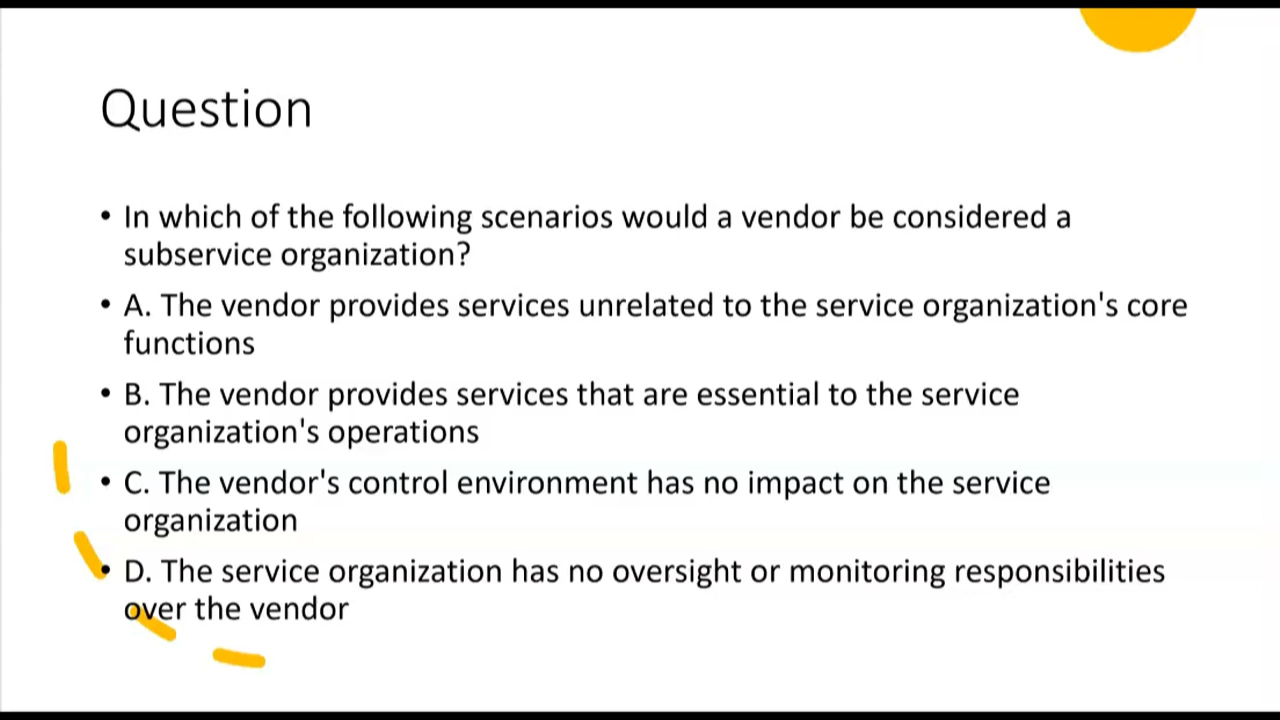 Question
• In which of the following scenarios would a vendor be considered a
subservice organization?
• A. The vendor provides services unrelated to the service organization's core
functions
• B. The vendor provides services that are essential to the service
organization's operations
• C. The vendor's control environment has no impact on the service
organization
• D. The service organization has no oversight or monitoring responsibilities
over the vendor